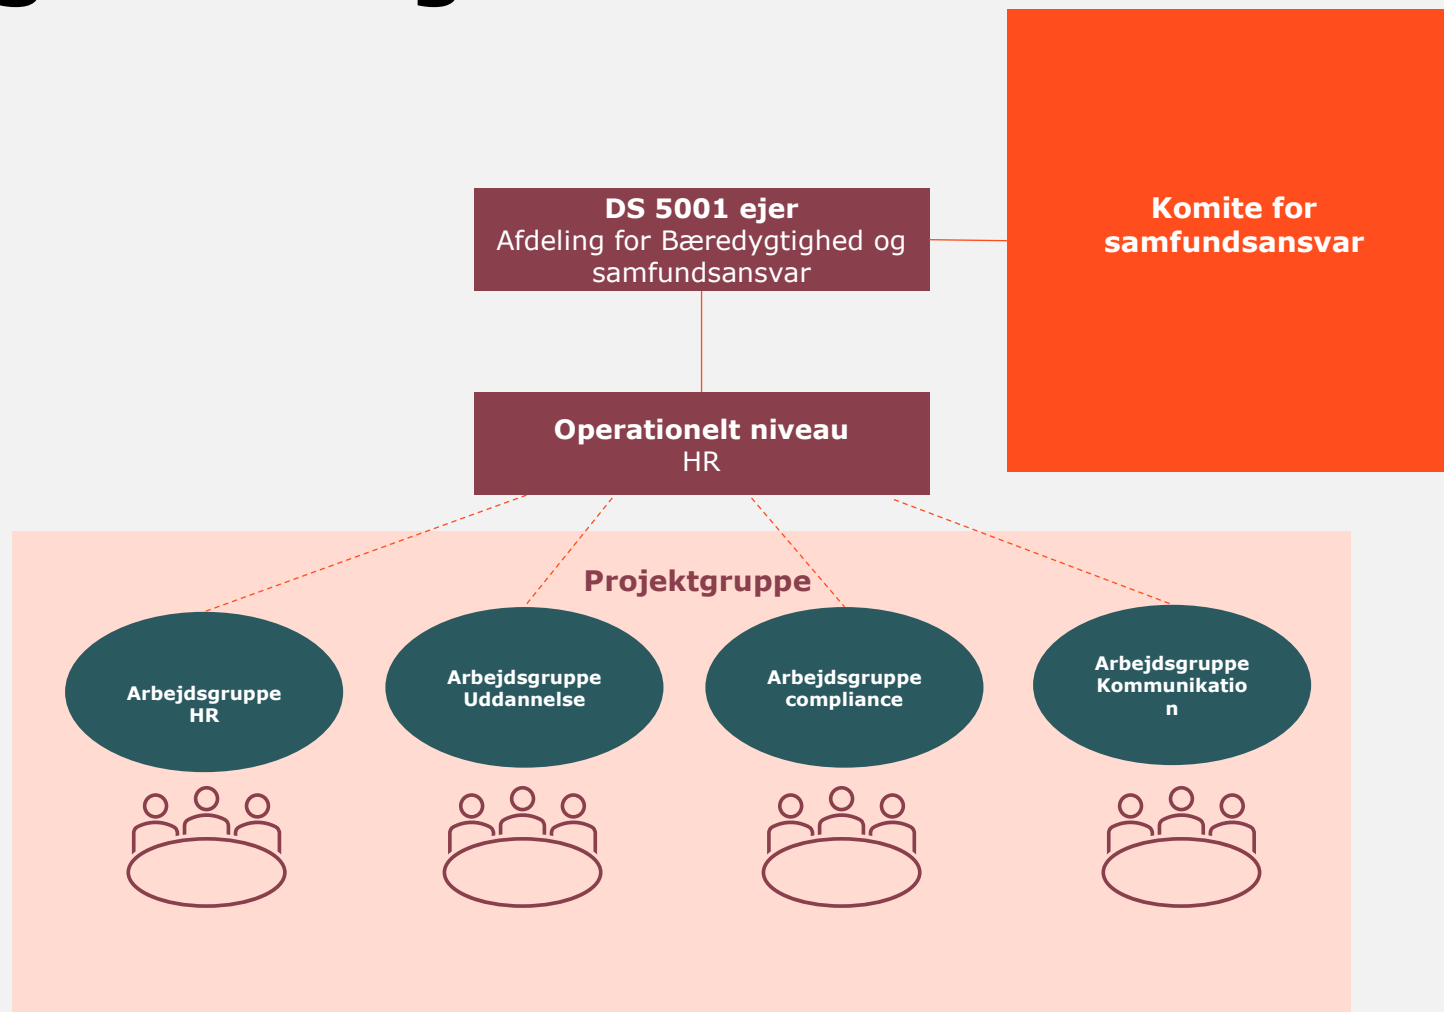 DS 5001 ejer
Afdeling for Bæredygtighed og
samfundsansvar
Komite for
samfundsansvar
Operationelt niveau
HR
Projektgruppe
Arbejdsgruppe
HR
Arbejdsgruppe
Uddannelse
Arbejdsgruppe
compliance
Arbejdsgruppe
Kommunikatio
n